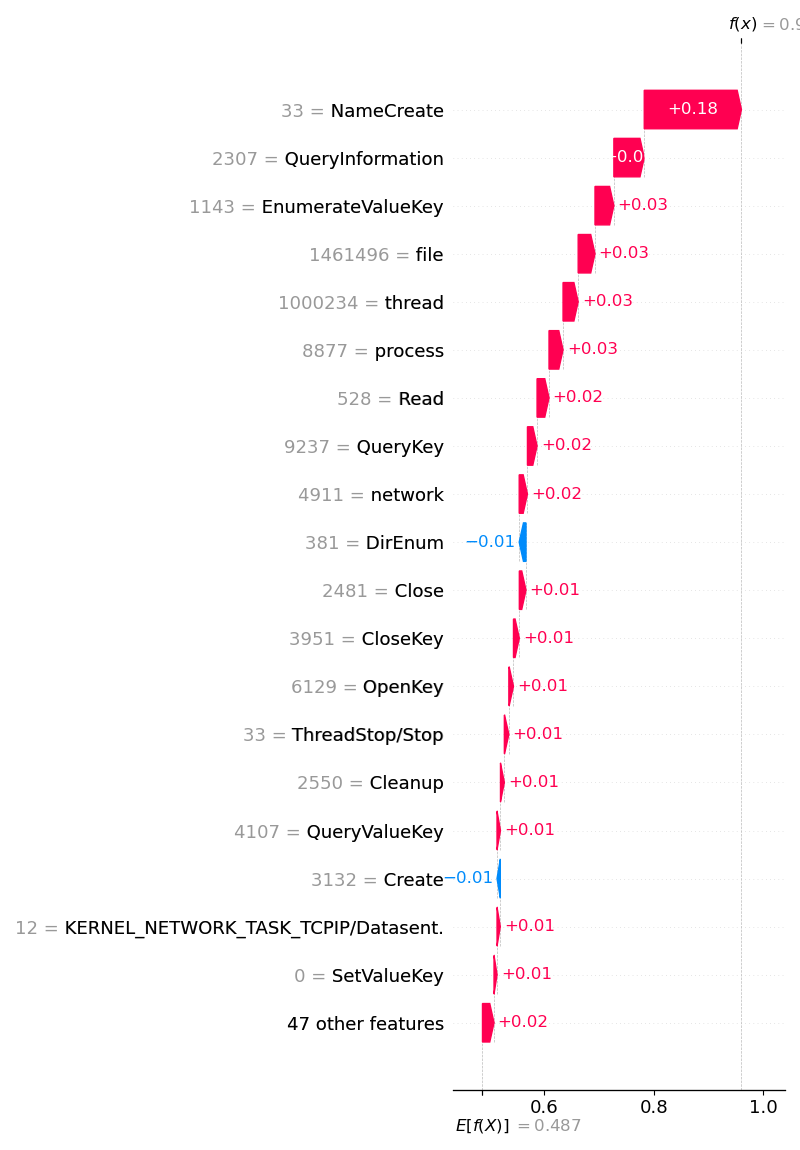 f(x) = 0.9
33 = NameCreate +0.18
2307 = QueryInformation +0.0
1143 = EnumerateValueKey +0.03
1461496 = file +0.03
1000234 = thread +0.03
8877 = process +0.03
528 = Read +0.02
9237 = QueryKey +0.02
4911 = network +0.02
381 = DirEnum −0.01
2481 = Close +0.01
3951 = CloseKey +0.01
6129 = OpenKey +0.01
33 = ThreadStop/Stop +0.01
2550 = Cleanup +0.01
4107 = QueryValueKey +0.01
3132 = Create −0.01
12 = KERNEL_NETWORK_TASK_TCPIP/Datasent. +0.01
0 = SetValueKey +0.01
47 other features +0.02
0.6 0.8 1.0
E[f(X)] = 0.487